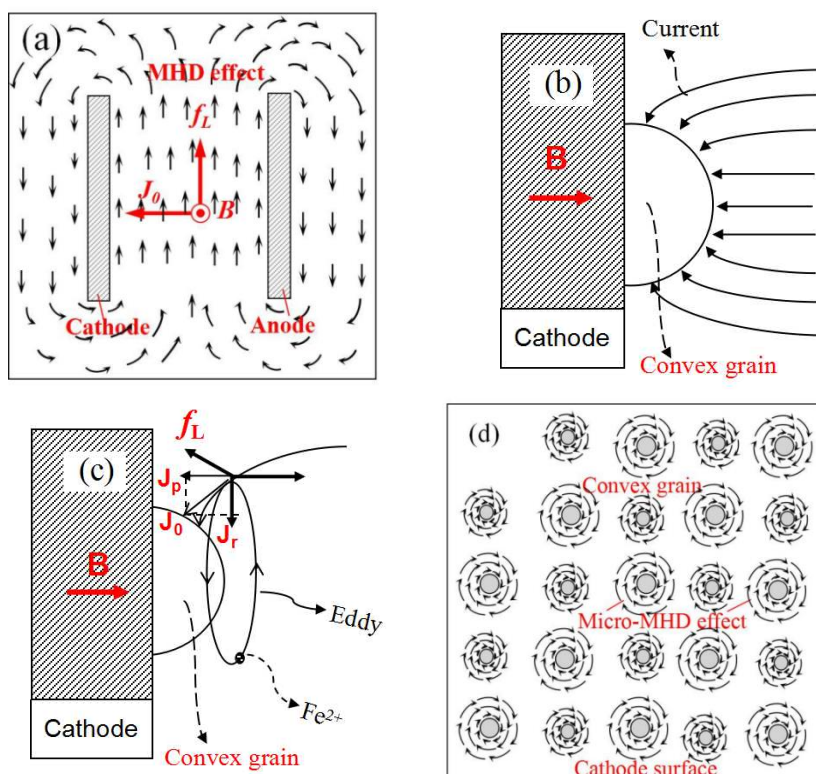 (a)
MHD effect
f_L
J_0
B
Cathode
Anode
(b)
Current
B
Cathode
Convex grain
(c)
f_L
J_p
J_0
J_r
B
Eddy
Fe²⁺
Cathode
Convex grain
(d)
Convex grain
Micro-MHD effect
Cathode surface